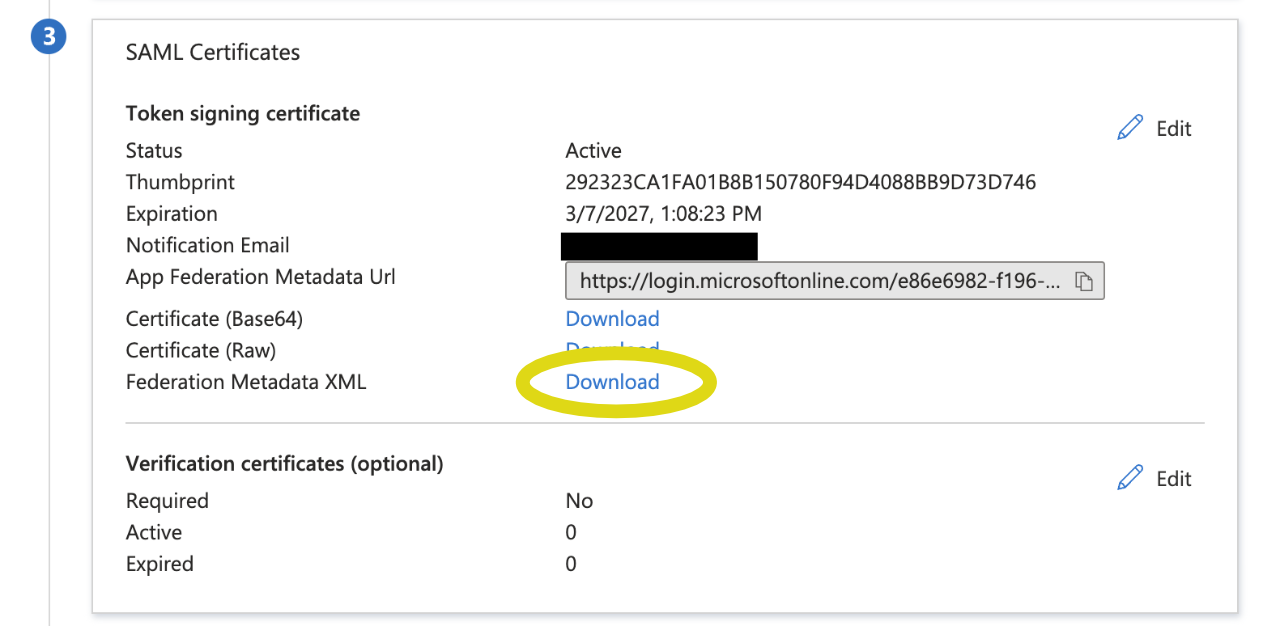 3
SAML Certificates
Token signing certificate
Edit
Status Active
Thumbprint 292323CA1FA01B8B150780F94D4088BB9D73D746
Expiration 3/7/2027, 1:08:23 PM
Notification Email
App Federation Metadata Url https://login.microsoftonline.com/e86e6982-f196-...
Certificate (Base64) Download
Certificate (Raw) Download
Federation Metadata XML Download
Verification certificates (optional)
Edit
Required No
Active 0
Expired 0